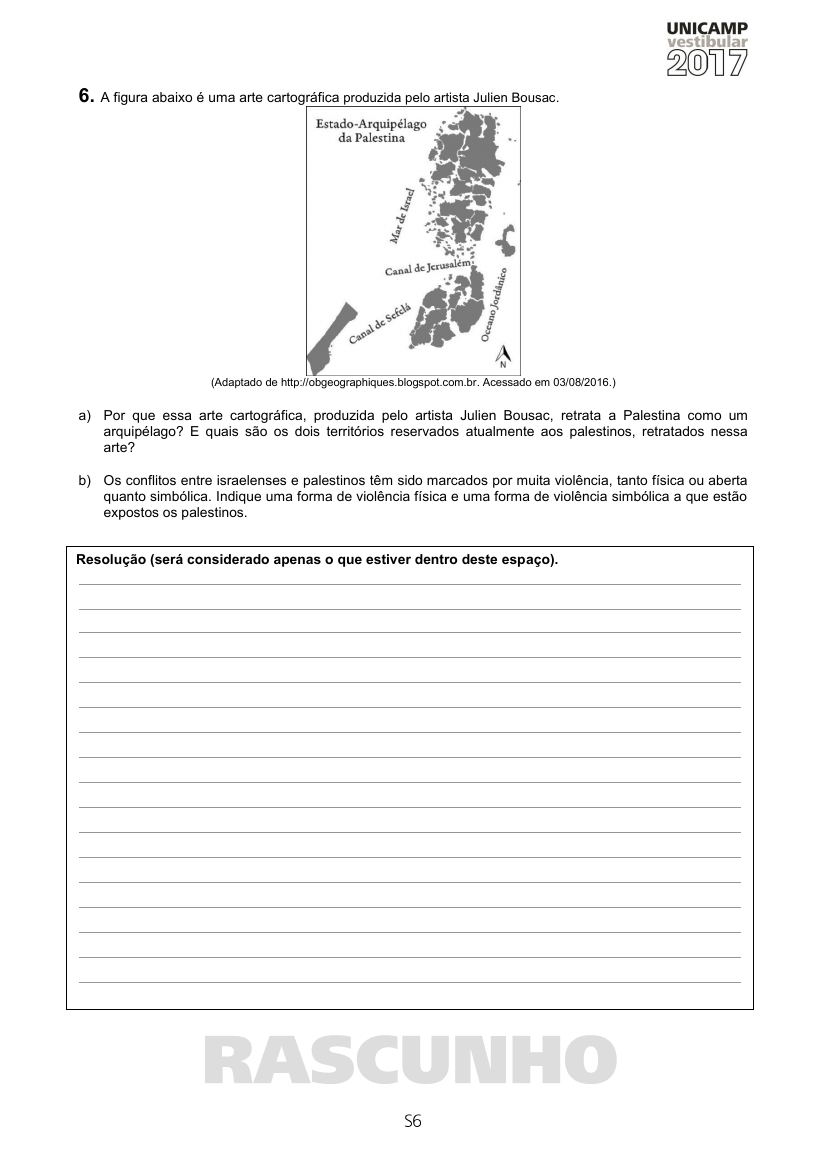 UNICAMP
vestibular
2017
6. A figura abaixo é uma arte cartográfica produzida pelo artista Julien Bousac.
Estado-Arquipélago
da Palestina
Mar de Israel
Canal de Jerusalém
Canal de Sefelá
Oceano Jordânico
N
(Adaptado de http://obgeographiques.blogspot.com.br. Acessado em 03/08/2016.)
a) Por que essa arte cartográfica, produzida pelo artista Julien Bousac, retrata a Palestina como um
arquipélago? E quais são os dois territórios reservados atualmente aos palestinos, retratados nessa
arte?
b) Os conflitos entre israelenses e palestinos têm sido marcados por muita violência, tanto física ou aberta
quanto simbólica. Indique uma forma de violência física e uma forma de violência simbólica a que estão
expostos os palestinos.
Resolução (será considerado apenas o que estiver dentro deste espaço).
RASCUNHO
S6